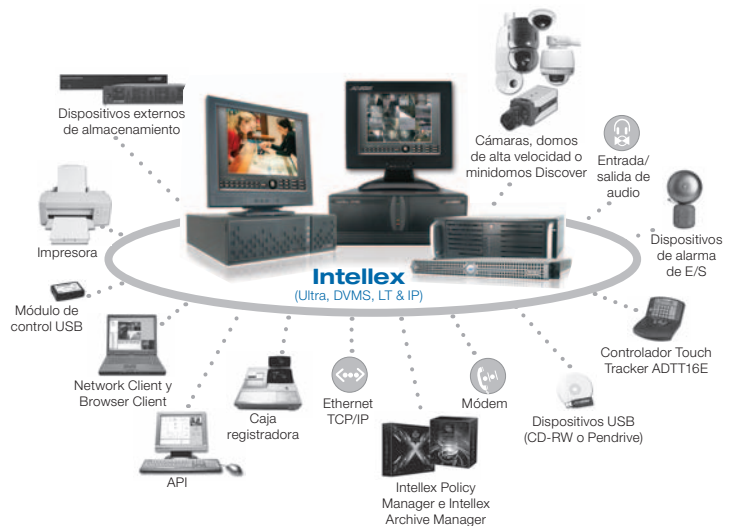 Dispositivos externos
de almacenamiento
Cámaras, domos
de alta velocidad o
minidomos Discover
Entrada/
salida de
audio
Impresora
Dispositivos
de alarma
de E/S
Intellex
(Ultra, DVMS, LT & IP)
Módulo de
control USB
Controlador Touch
Tracker ADTT16E
Network Client y
Browser Client
Caja
registradora
Ethernet
TCP/IP
Módem
Dispositivos USB
(CD-RW o Pendrive)
API
Intellex Policy
Manager e Intellex
Archive Manager